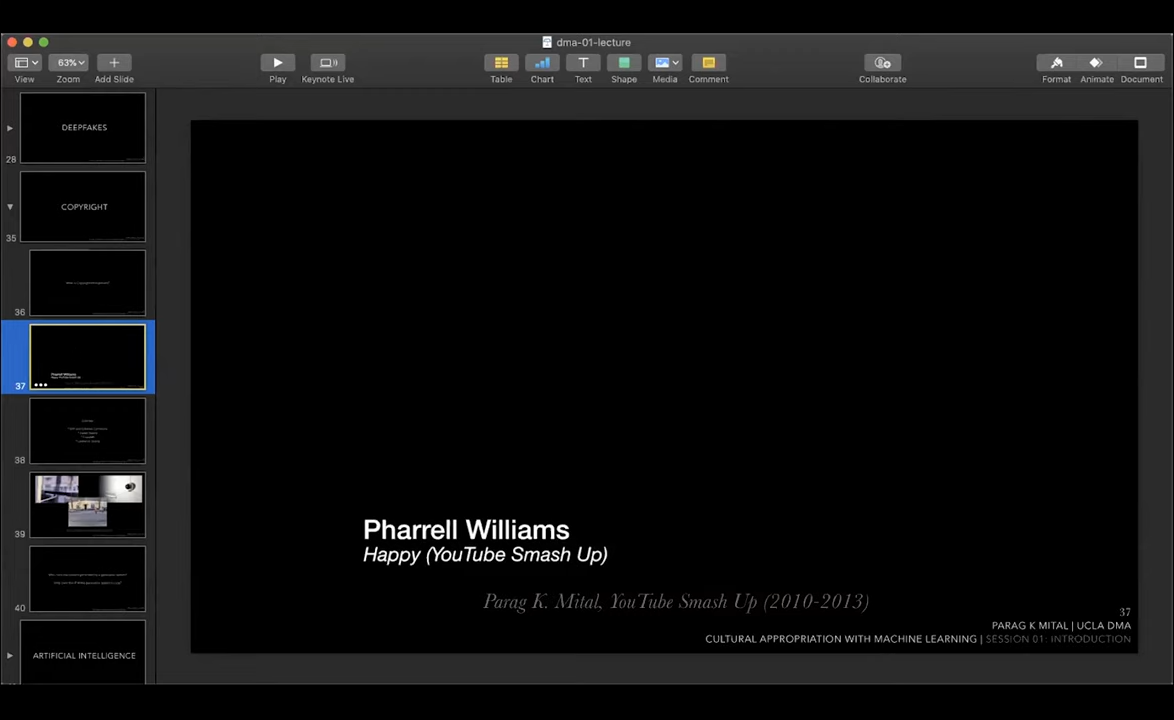 dma-01-lecture
63%
View
Zoom
Add Slide
Play
Keynote Live
Table
Chart
Text
Shape
Media
Comment
Collaborate
Format
Animate
Document
DEEPFAKES
28
COPYRIGHT
35
36
Pharrell Williams
37
38
39
40
ARTIFICIAL INTELLIGENCE
Pharrell Williams
Happy (YouTube Smash Up)
Parag K. Mital, YouTube Smash Up (2010-2013)
37
PARAG K MITAL | UCLA DMA
CULTURAL APPROPRIATION WITH MACHINE LEARNING | SESSION 01: INTRODUCTION